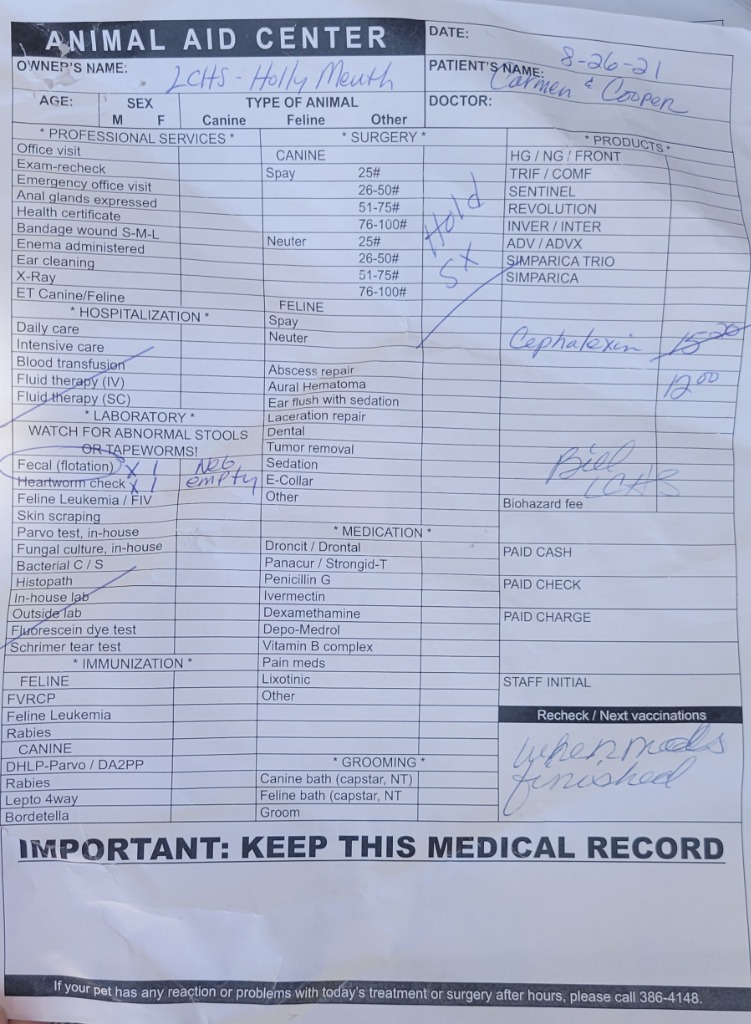 ANIMAL AID CENTER
DATE: 8-26-21
OWNER'S NAME: LCHS - Holly Meuth
PATIENT'S NAME: Carmen & Cooper
AGE: SEX M F
TYPE OF ANIMAL Canine Feline Other
DOCTOR:
* PROFESSIONAL SERVICES *
Office visit
Exam-recheck
Emergency office visit
Anal glands expressed
Health certificate
Bandage wound S-M-L
Enema administered
Ear cleaning
X-Ray
ET Canine/Feline
* HOSPITALIZATION *
Daily care
Intensive care
Blood transfusion
Fluid therapy (IV)
Fluid therapy (SC)
* LABORATORY *
WATCH FOR ABNORMAL STOOLS
OR TAPEWORMS!
Fecal (flotation) x 1 Neg
Heartworm check x 1 empty
Feline Leukemia / FIV
Skin scraping
Parvo test, in-house
Fungal culture, in-house
Bacterial C / S
Histopath
In-house lab
Outside lab
Fluorescein dye test
Schrimer tear test
* IMMUNIZATION *
FELINE
FVRCP
Feline Leukemia
Rabies
CANINE
DHLP-Parvo / DA2PP
Rabies
Lepto 4way
Bordetella
* SURGERY *
CANINE
Spay 25#
26-50#
51-75#
76-100#
Neuter 25#
26-50#
51-75#
76-100#
Hold
SX
FELINE
Spay
Neuter
Abscess repair
Aural Hematoma
Ear flush with sedation
Laceration repair
Dental
Tumor removal
Sedation
E-Collar
Other
* MEDICATION *
Droncit / Drontal
Panacur / Strongid-T
Penicillin G
Ivermectin
Dexamethamine
Depo-Medrol
Vitamin B complex
Pain meds
Lixotinic
Other
* GROOMING *
Canine bath (capstar, NT)
Feline bath (capstar, NT
Groom
* PRODUCTS *
HG / NG / FRONT
TRIF / COMF
SENTINEL
REVOLUTION
INVER / INTER
ADV / ADVX
SIMPARICA TRIO
SIMPARICA
Cephalexin 15.20
12.00
Bill
LCHS
Biohazard fee
PAID CASH
PAID CHECK
PAID CHARGE
STAFF INITIAL
Recheck / Next vaccinations
when meds
finished
IMPORTANT: KEEP THIS MEDICAL RECORD
If your pet has any reaction or problems with today's treatment or surgery after hours, please call 386-4148.